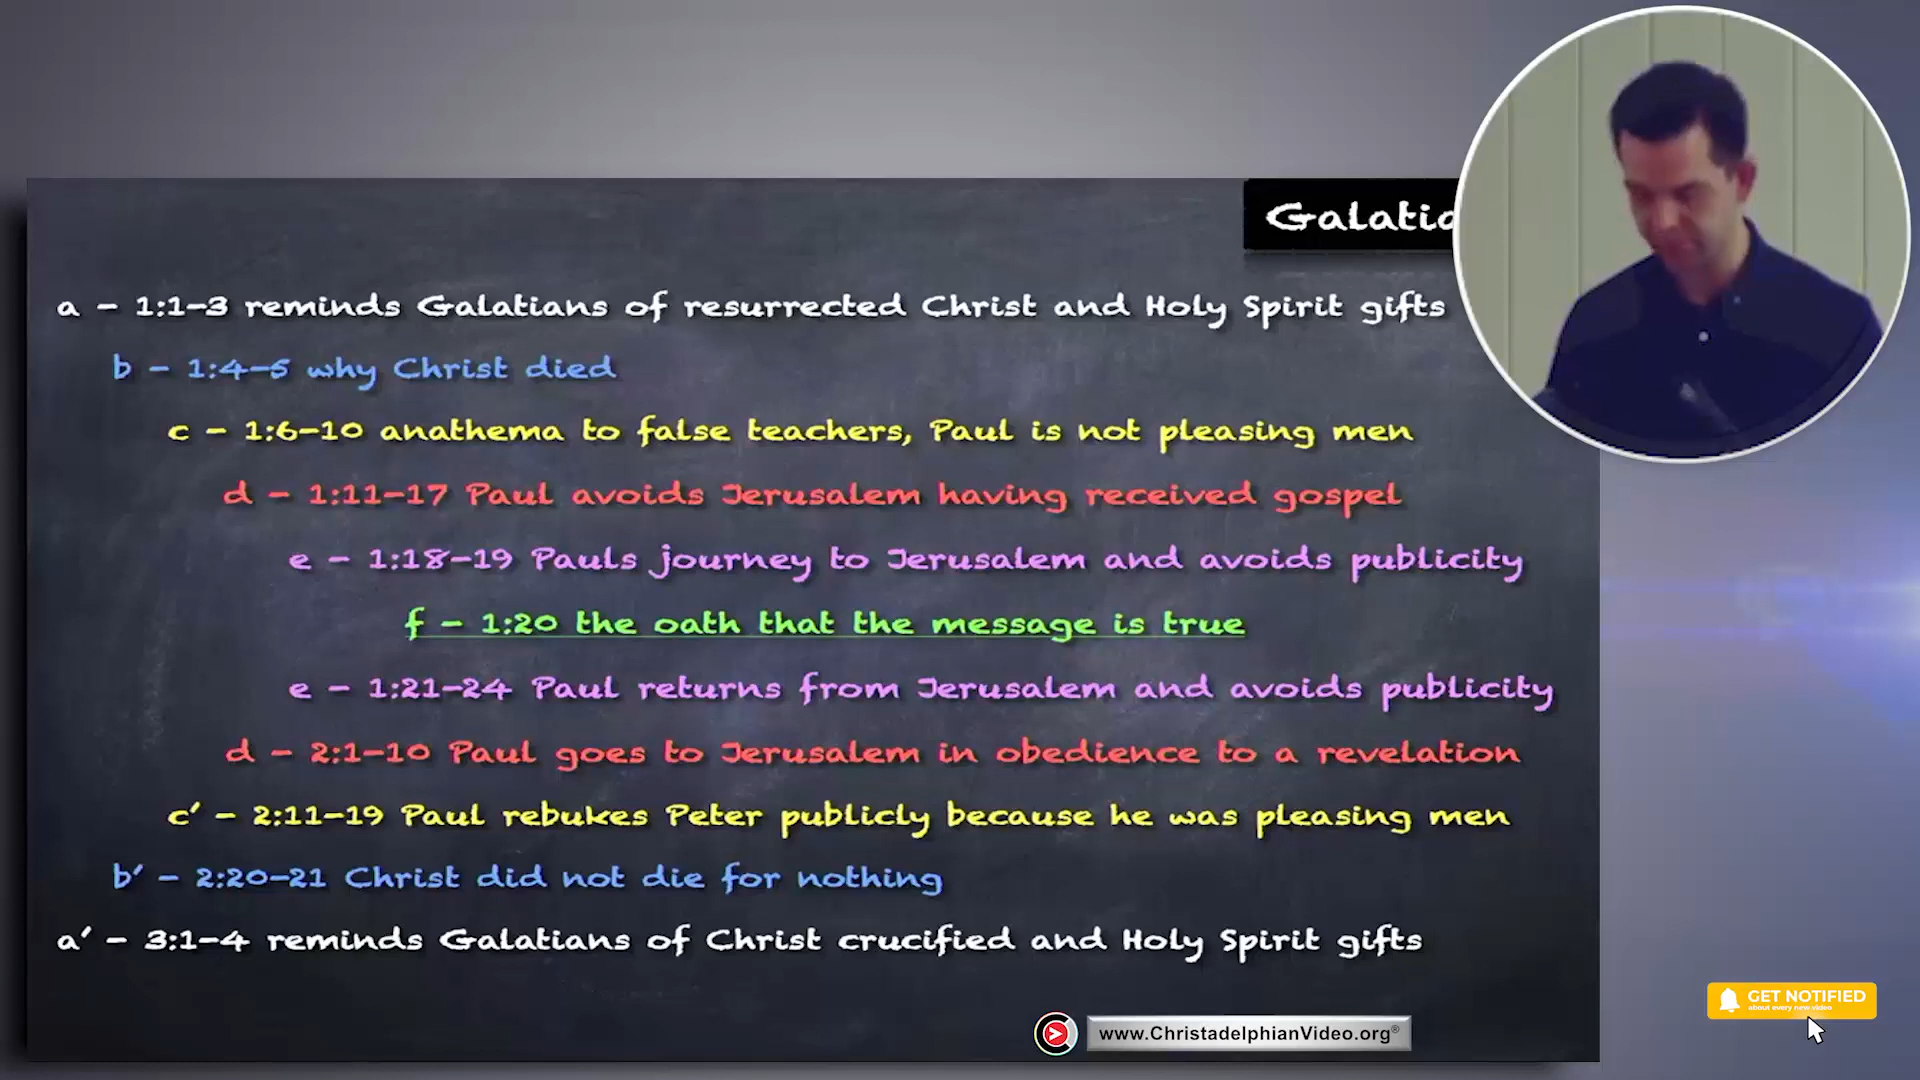 Galatia
a - 1:1-3 reminds Galatians of resurrected Christ and Holy Spirit gifts
b - 1:4-5 why Christ died
c - 1:6-10 anathema to false teachers, Paul is not pleasing men
d - 1:11-17 Paul avoids Jerusalem having received gospel
e - 1:18-19 Pauls journey to Jerusalem and avoids publicity
f - 1:20 the oath that the message is true
e - 1:21-24 Paul returns from Jerusalem and avoids publicity
d - 2:1-10 Paul goes to Jerusalem in obedience to a revelation
c' - 2:11-19 Paul rebukes Peter publicly because he was pleasing men
b' - 2:20-21 Christ did not die for nothing
a' - 3:1-4 reminds Galatians of Christ crucified and Holy Spirit gifts
GET NOTIFIED
about every new video
www.ChristadelphianVideo.org®